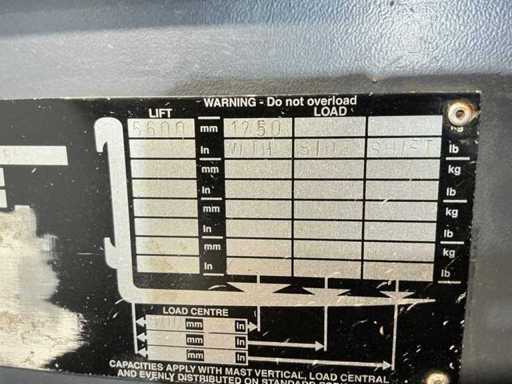 WARNING - Do not overload
LIFT LOAD
5500 mm 1250 kg
In WITH SIDE SHIFT lb
mm kg
In lb
mm kg
In lb
mm kg
In lb
LOAD CENTRE
mm In
mm In
mm In
CAPACITIES APPLY WITH MAST VERTICAL, LOAD CENTRAL
AND EVENLY DISTRIBUTED ON STANDARD